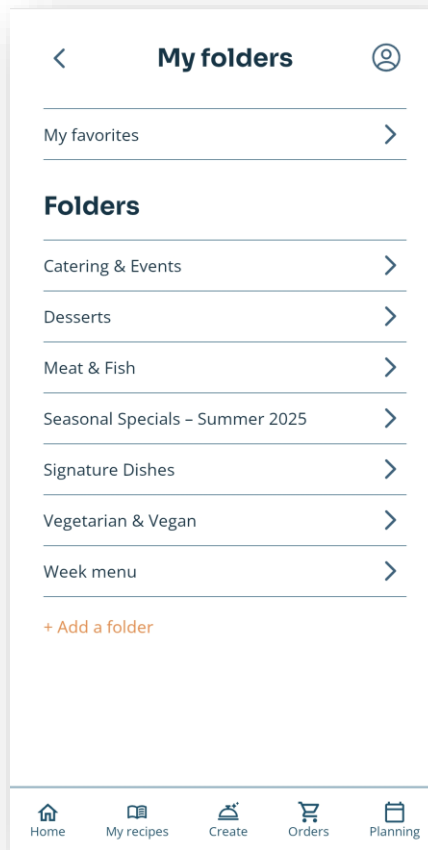 My folders
My favorites
Folders
Catering & Events
Desserts
Meat & Fish
Seasonal Specials – Summer 2025
Signature Dishes
Vegetarian & Vegan
Week menu
+ Add a folder
Home My recipes Create Orders Planning